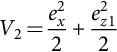 $V_2 = \frac{e_x^2}{2} + \frac{e_{z1}^2}{2}$